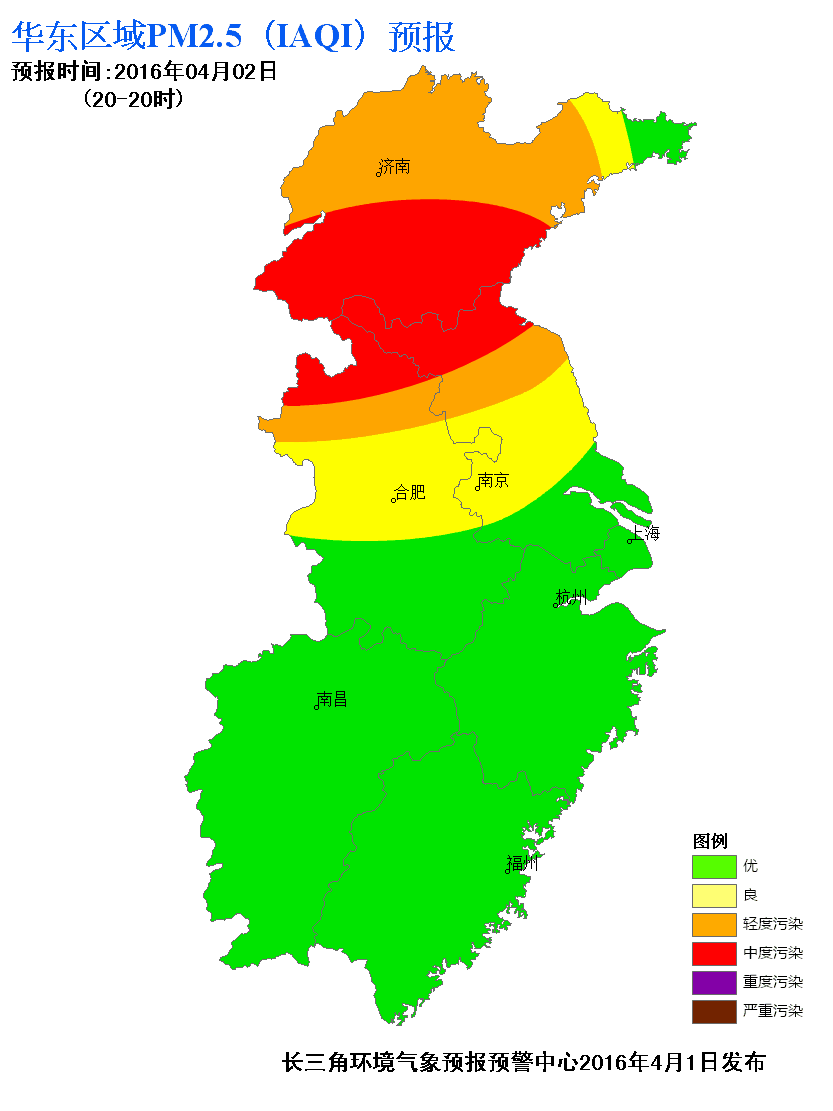 华东区域PM2.5（IAQI）预报
预报时间:2016年04月02日
(20-20时)
济南
南京
合肥
上海
杭州
南昌
福州
图例
优
良
轻度污染
中度污染
重度污染
严重污染
长三角环境气象预报预警中心2016年4月1日发布